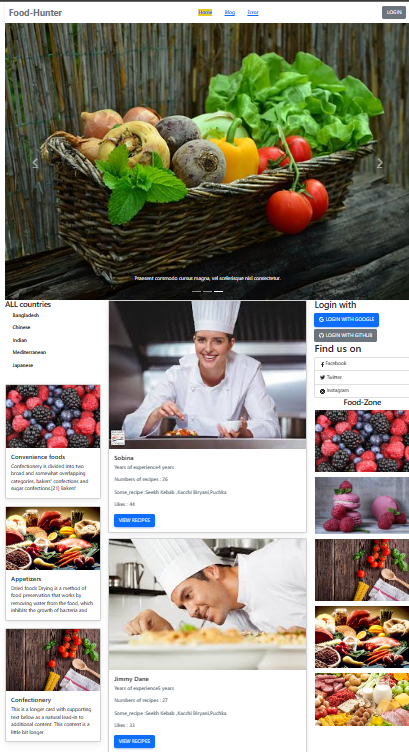 Food-Hunter
Home Blog Error
LOGIN
Praesent commodo cursus magna, vel scelerisque nisl consectetur.
ALL countries
Bangladesh
Chinese
Indian
Mediterranean
Japanese
Convenience foods
Confectionery is divided into two
broad and somewhat overlapping
categories, bakers' confections and
sugar confections.[21] Bakers'
Appetizers
Dried foods Drying is a method of
food preservation that works by
removing water from the food, which
inhibits the growth of bacteria and
Confectionery
This is a longer card with supporting
text below as a natural lead-in to
additional content. This content is a
little bit longer.
Sobina
Years of experience4 years
Numbers of recipes : 26
Some_recipe :Seekh Kebab ,Kacchi Biryani,Puchka
Likes : 44
VIEW RECIPES
Jimmy Dane
Years of experience5 years
Numbers of recipes : 27
Some_recipe :Seekh Kebab ,Kacchi Biryani,Puchka
Likes : 33
VIEW RECIPES
Login with
LOGIN WITH GOOGLE
LOGIN WITH GITHUB
Find us on
Facebook
Twitter
Instagram
Food-Zone